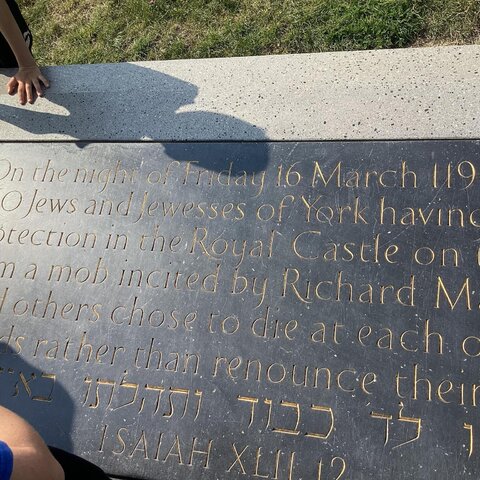 On the night of Friday 16 March 119
0 Jews and Jewesses of York having
otection in the Royal Castle on
m a mob incited by Richard M
others chose to die at each o
ds rather than renounce their
כבוד ותהלתו
ISAIAH XLII 12